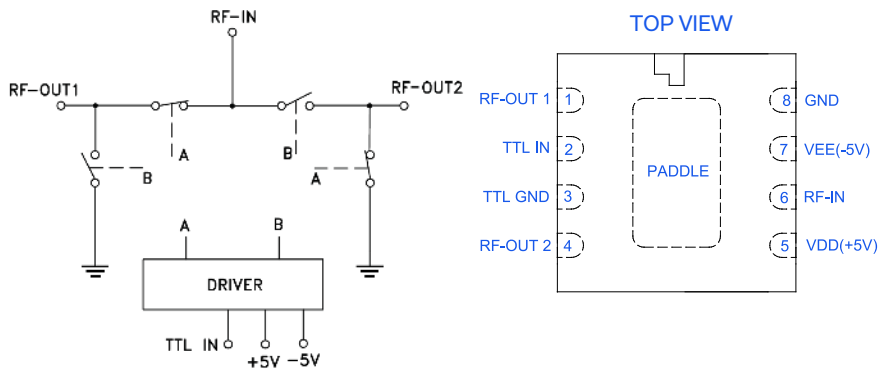 RF-IN
RF-OUT1
RF-OUT2
A
B
B
A
A
B
DRIVER
TTL IN
+5V
-5V
TOP VIEW
RF-OUT 1
1
8
GND
TTL IN
2
7
VEE(-5V)
PADDLE
TTL GND
3
6
RF-IN
RF-OUT 2
4
5
VDD(+5V)